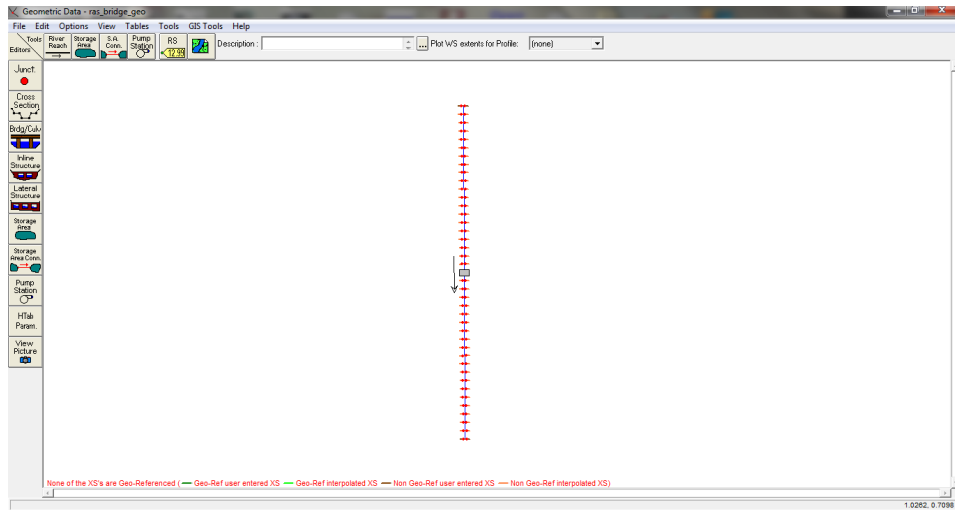 Geometric Data - ras_bridge_geo
File Edit Options View Tables Tools GIS Tools Help
Tools
Editors
River
Reach
Storage
Area
S.A.
Conn.
Pump
Station
RS
12.99
Description :
...
Plot WS extents for Profile:
(none)
Junct.
Cross
Section
Brdg/Culv
Inline
Structure
Lateral
Structure
Storage
Area
Storage
Area Conn.
Pump
Station
HTab
Param.
View
Picture
None of the XS's are Geo-Referenced ( Geo-Ref user entered XS Geo-Ref interpolated XS Non Geo-Ref user entered XS Non Geo-Ref interpolated XS)
1.0262, 0.7098